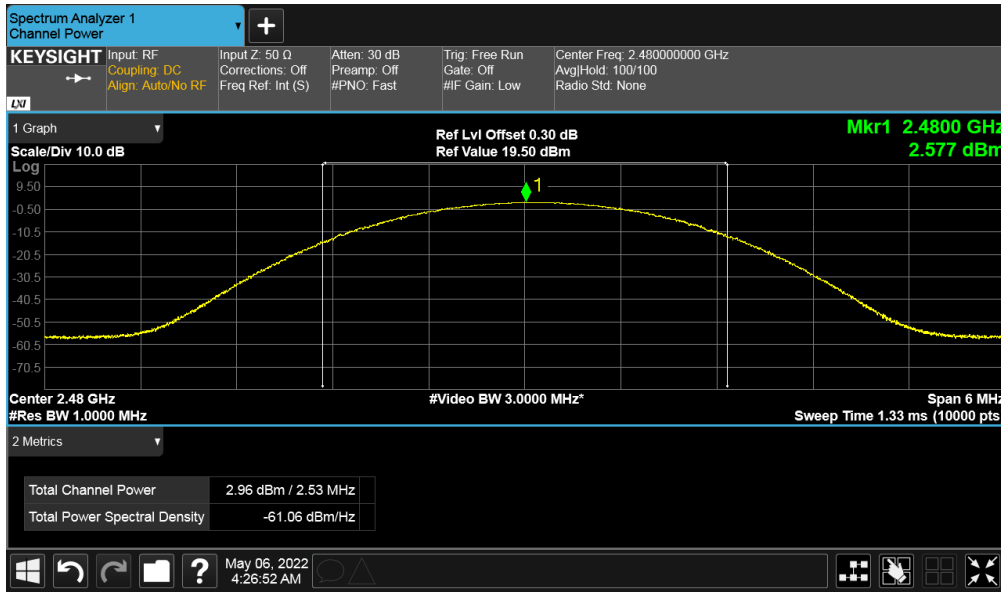 Spectrum Analyzer 1
Channel Power
+
KEYSIGHT
LXI
Input: RF
Coupling: DC
Align: Auto/No RF
Input Z: 50 Ω
Corrections: Off
Freq Ref: Int (S)
Atten: 30 dB
Preamp: Off
#PNO: Fast
Trig: Free Run
Gate: Off
#IF Gain: Low
Center Freq: 2.480000000 GHz
Avg|Hold: 100/100
Radio Std: None
1 Graph
Scale/Div 10.0 dB
Log
Ref Lvl Offset 0.30 dB
Ref Value 19.50 dBm
Mkr1 2.4800 GHz
2.577 dBm
1
9.50
-0.50
-10.5
-20.5
-30.5
-40.5
-50.5
-60.5
-70.5
Center 2.48 GHz
#Res BW 1.0000 MHz
#Video BW 3.0000 MHz*
Span 6 MHz
Sweep Time 1.33 ms (10000 pts
2 Metrics
Total Channel Power 2.96 dBm / 2.53 MHz
Total Power Spectral Density -61.06 dBm/Hz
?
May 06, 2022
4:26:52 AM